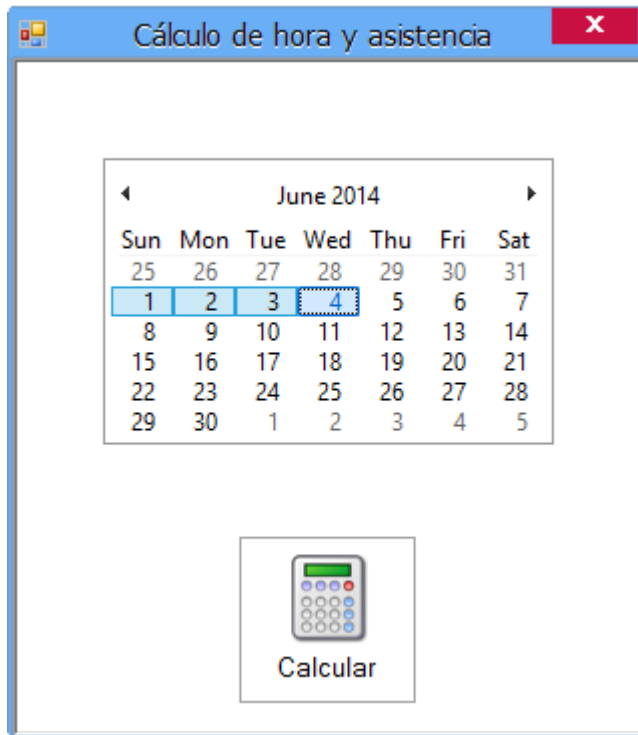 Cálculo de hora y asistencia x
June 2014
Sun Mon Tue Wed Thu Fri Sat
25 26 27 28 29 30 31
1 2 3 4 5 6 7
8 9 10 11 12 13 14
15 16 17 18 19 20 21
22 23 24 25 26 27 28
29 30 1 2 3 4 5
Calcular